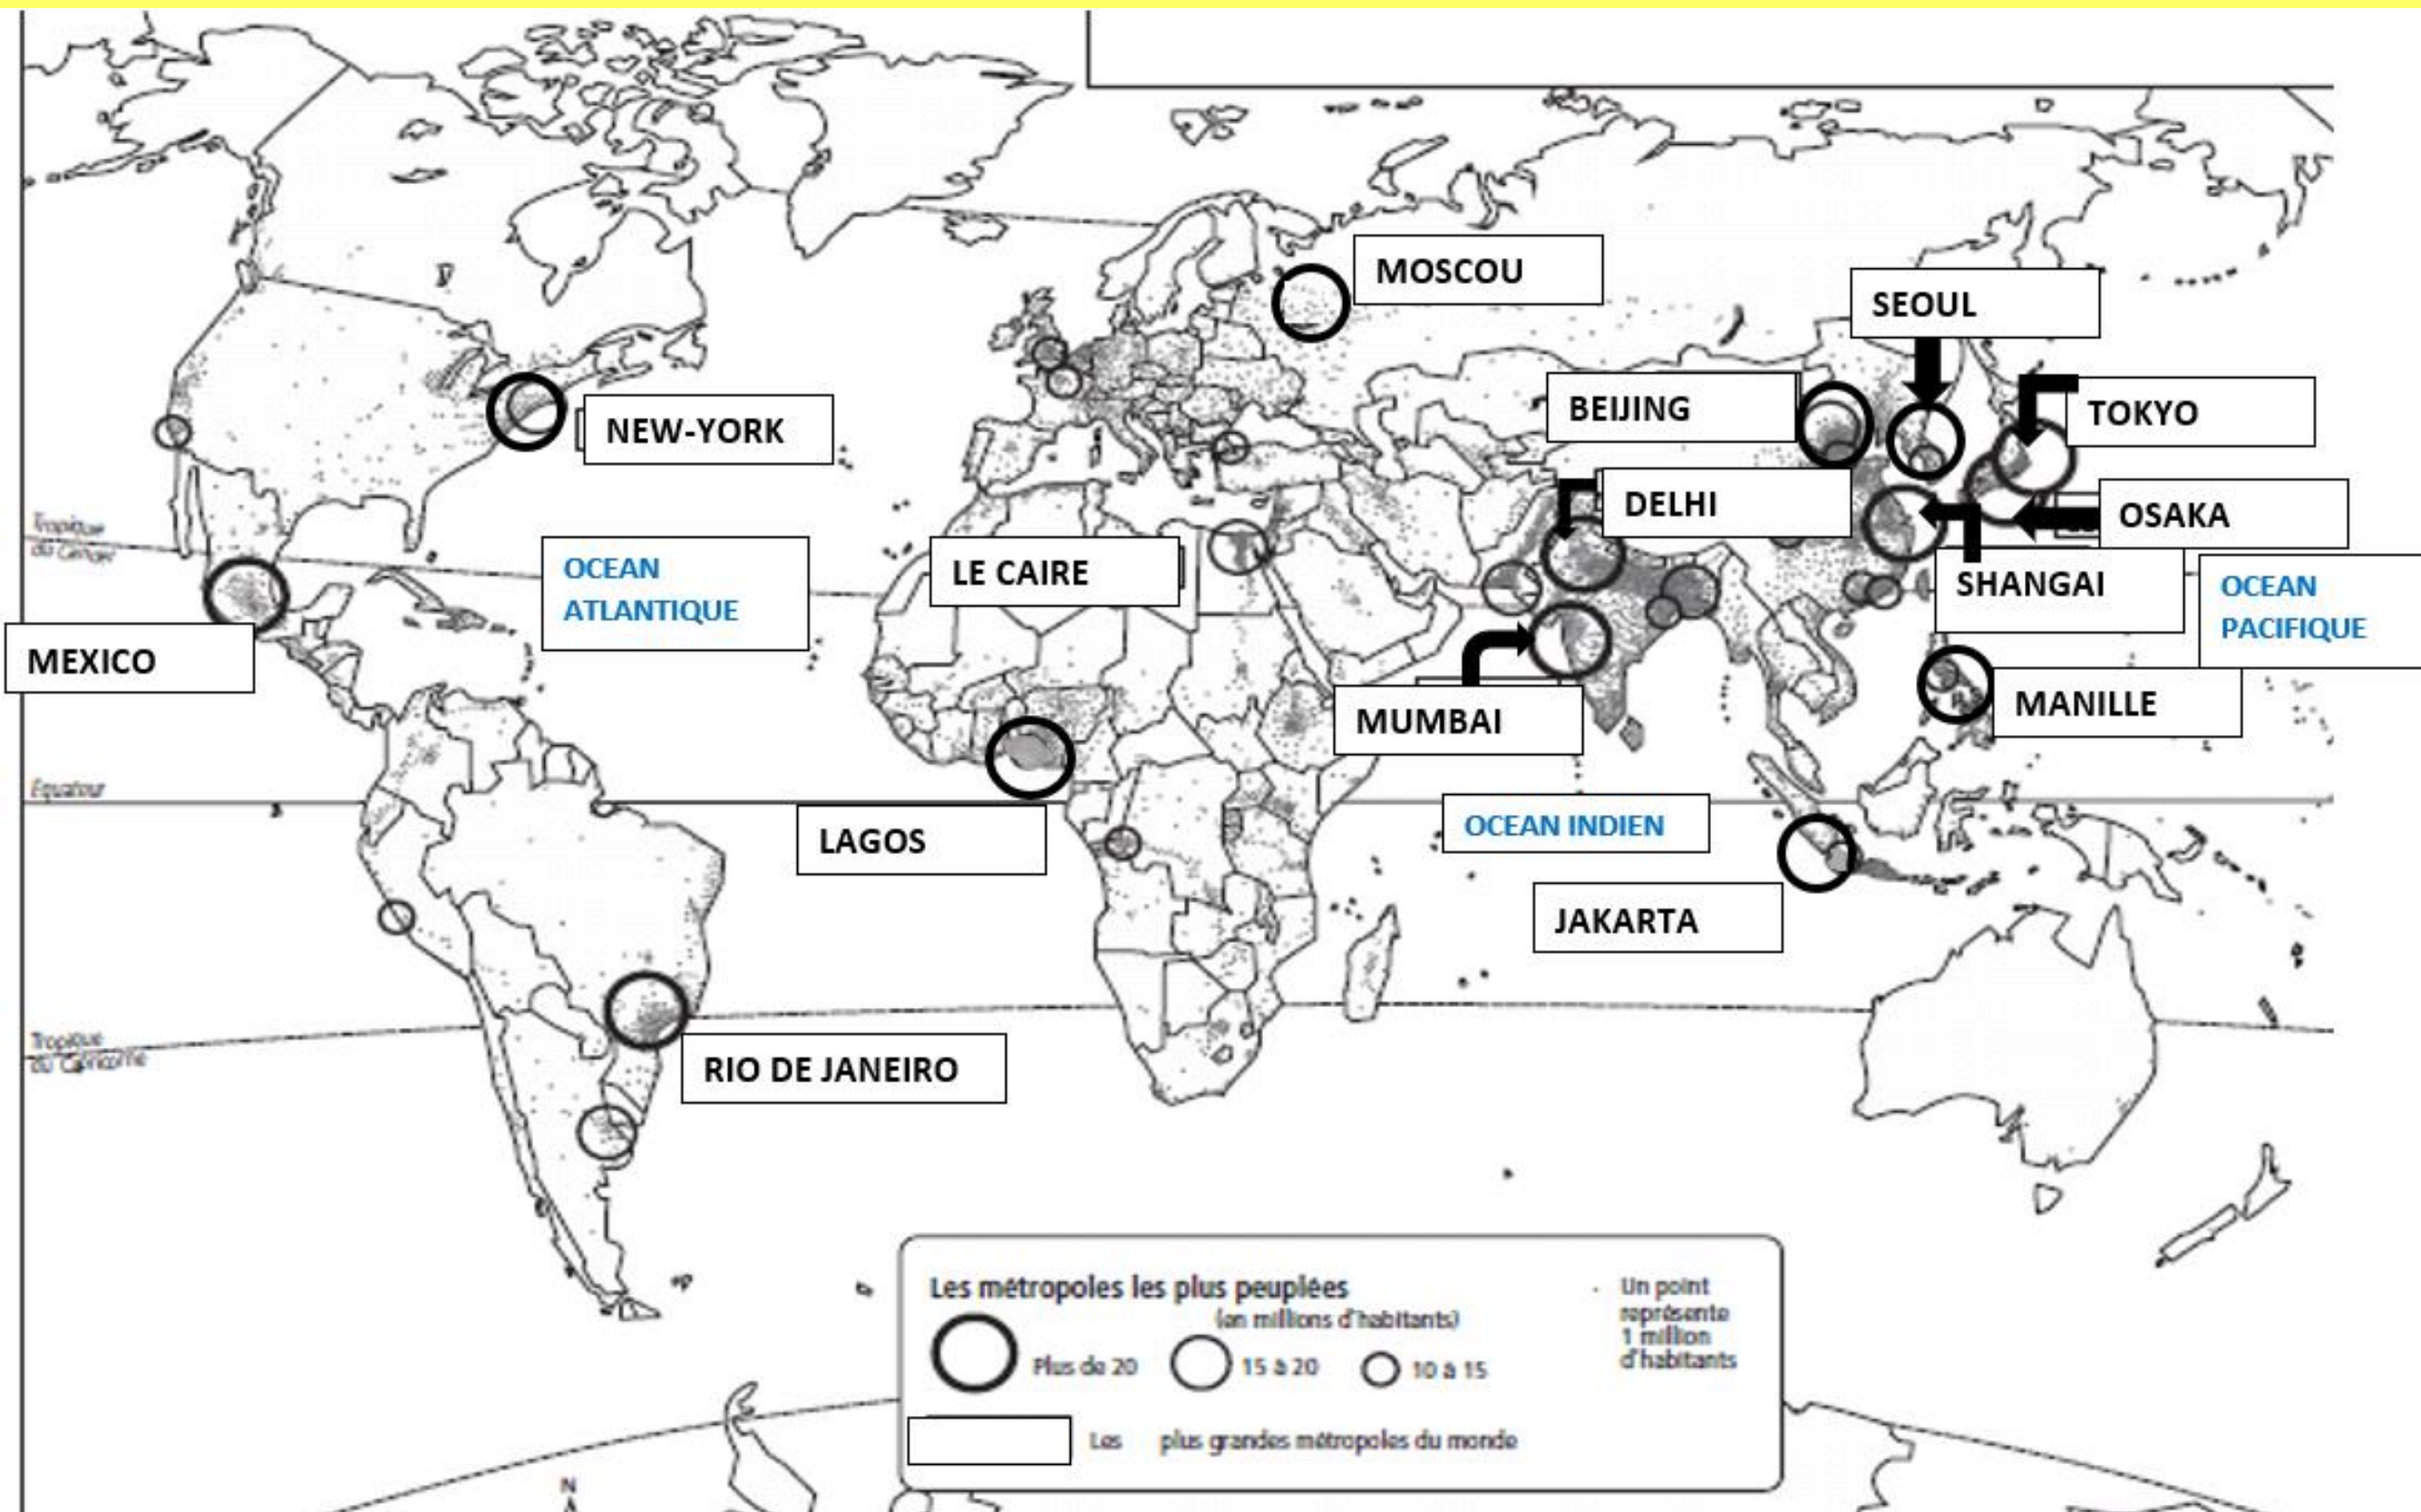 MOSCOU
SEOUL
BEIJING
TOKYO
NEW-YORK
DELHI
OSAKA
Tropique
du Cancer
OCEAN
ATLANTIQUE
LE CAIRE
SHANGAI
OCEAN
PACIFIQUE
MEXICO
MUMBAI
MANILLE
Equateur
LAGOS
OCEAN INDIEN
JAKARTA
Tropique
du Capricorne
RIO DE JANEIRO
Les métropoles les plus peuplées
(en millions d'habitants)
Plus de 20
15 à 20
10 à 15
Un point
représente
1 million
d'habitants
Les plus grandes métropoles du monde
N